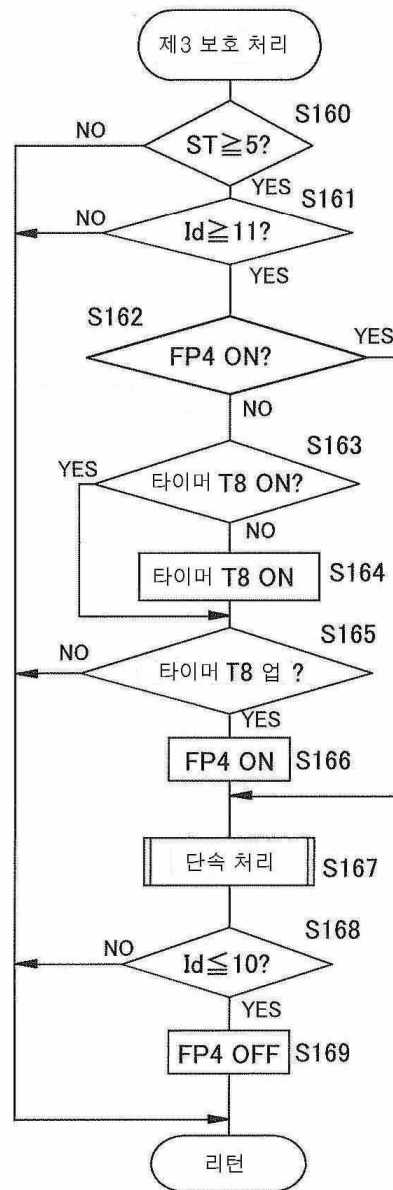 제3 보호 처리
S160
NO
ST≧5?
YES
S161
NO
Id≧11?
YES
S162
YES
FP4 ON?
NO
S163
YES
타이머 T8 ON?
NO
타이머 T8 ON
S164
S165
NO
타이머 T8 업 ?
YES
FP4 ON
S166
단속 처리
S167
S168
NO
Id≦10?
YES
FP4 OFF
S169
리턴